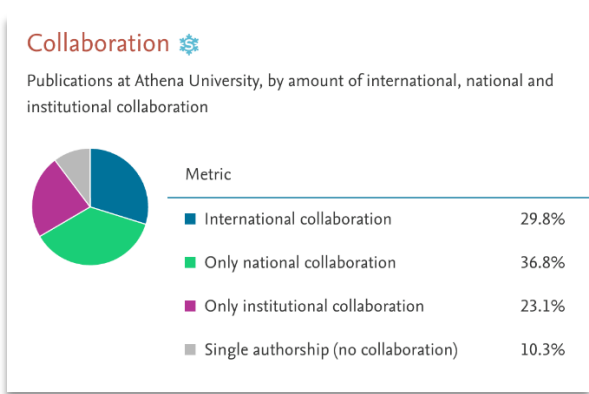 Collaboration
Publications at Athena University, by amount of international, national and
institutional collaboration
Metric
International collaboration 29.8%
Only national collaboration 36.8%
Only institutional collaboration 23.1%
Single authorship (no collaboration) 10.3%